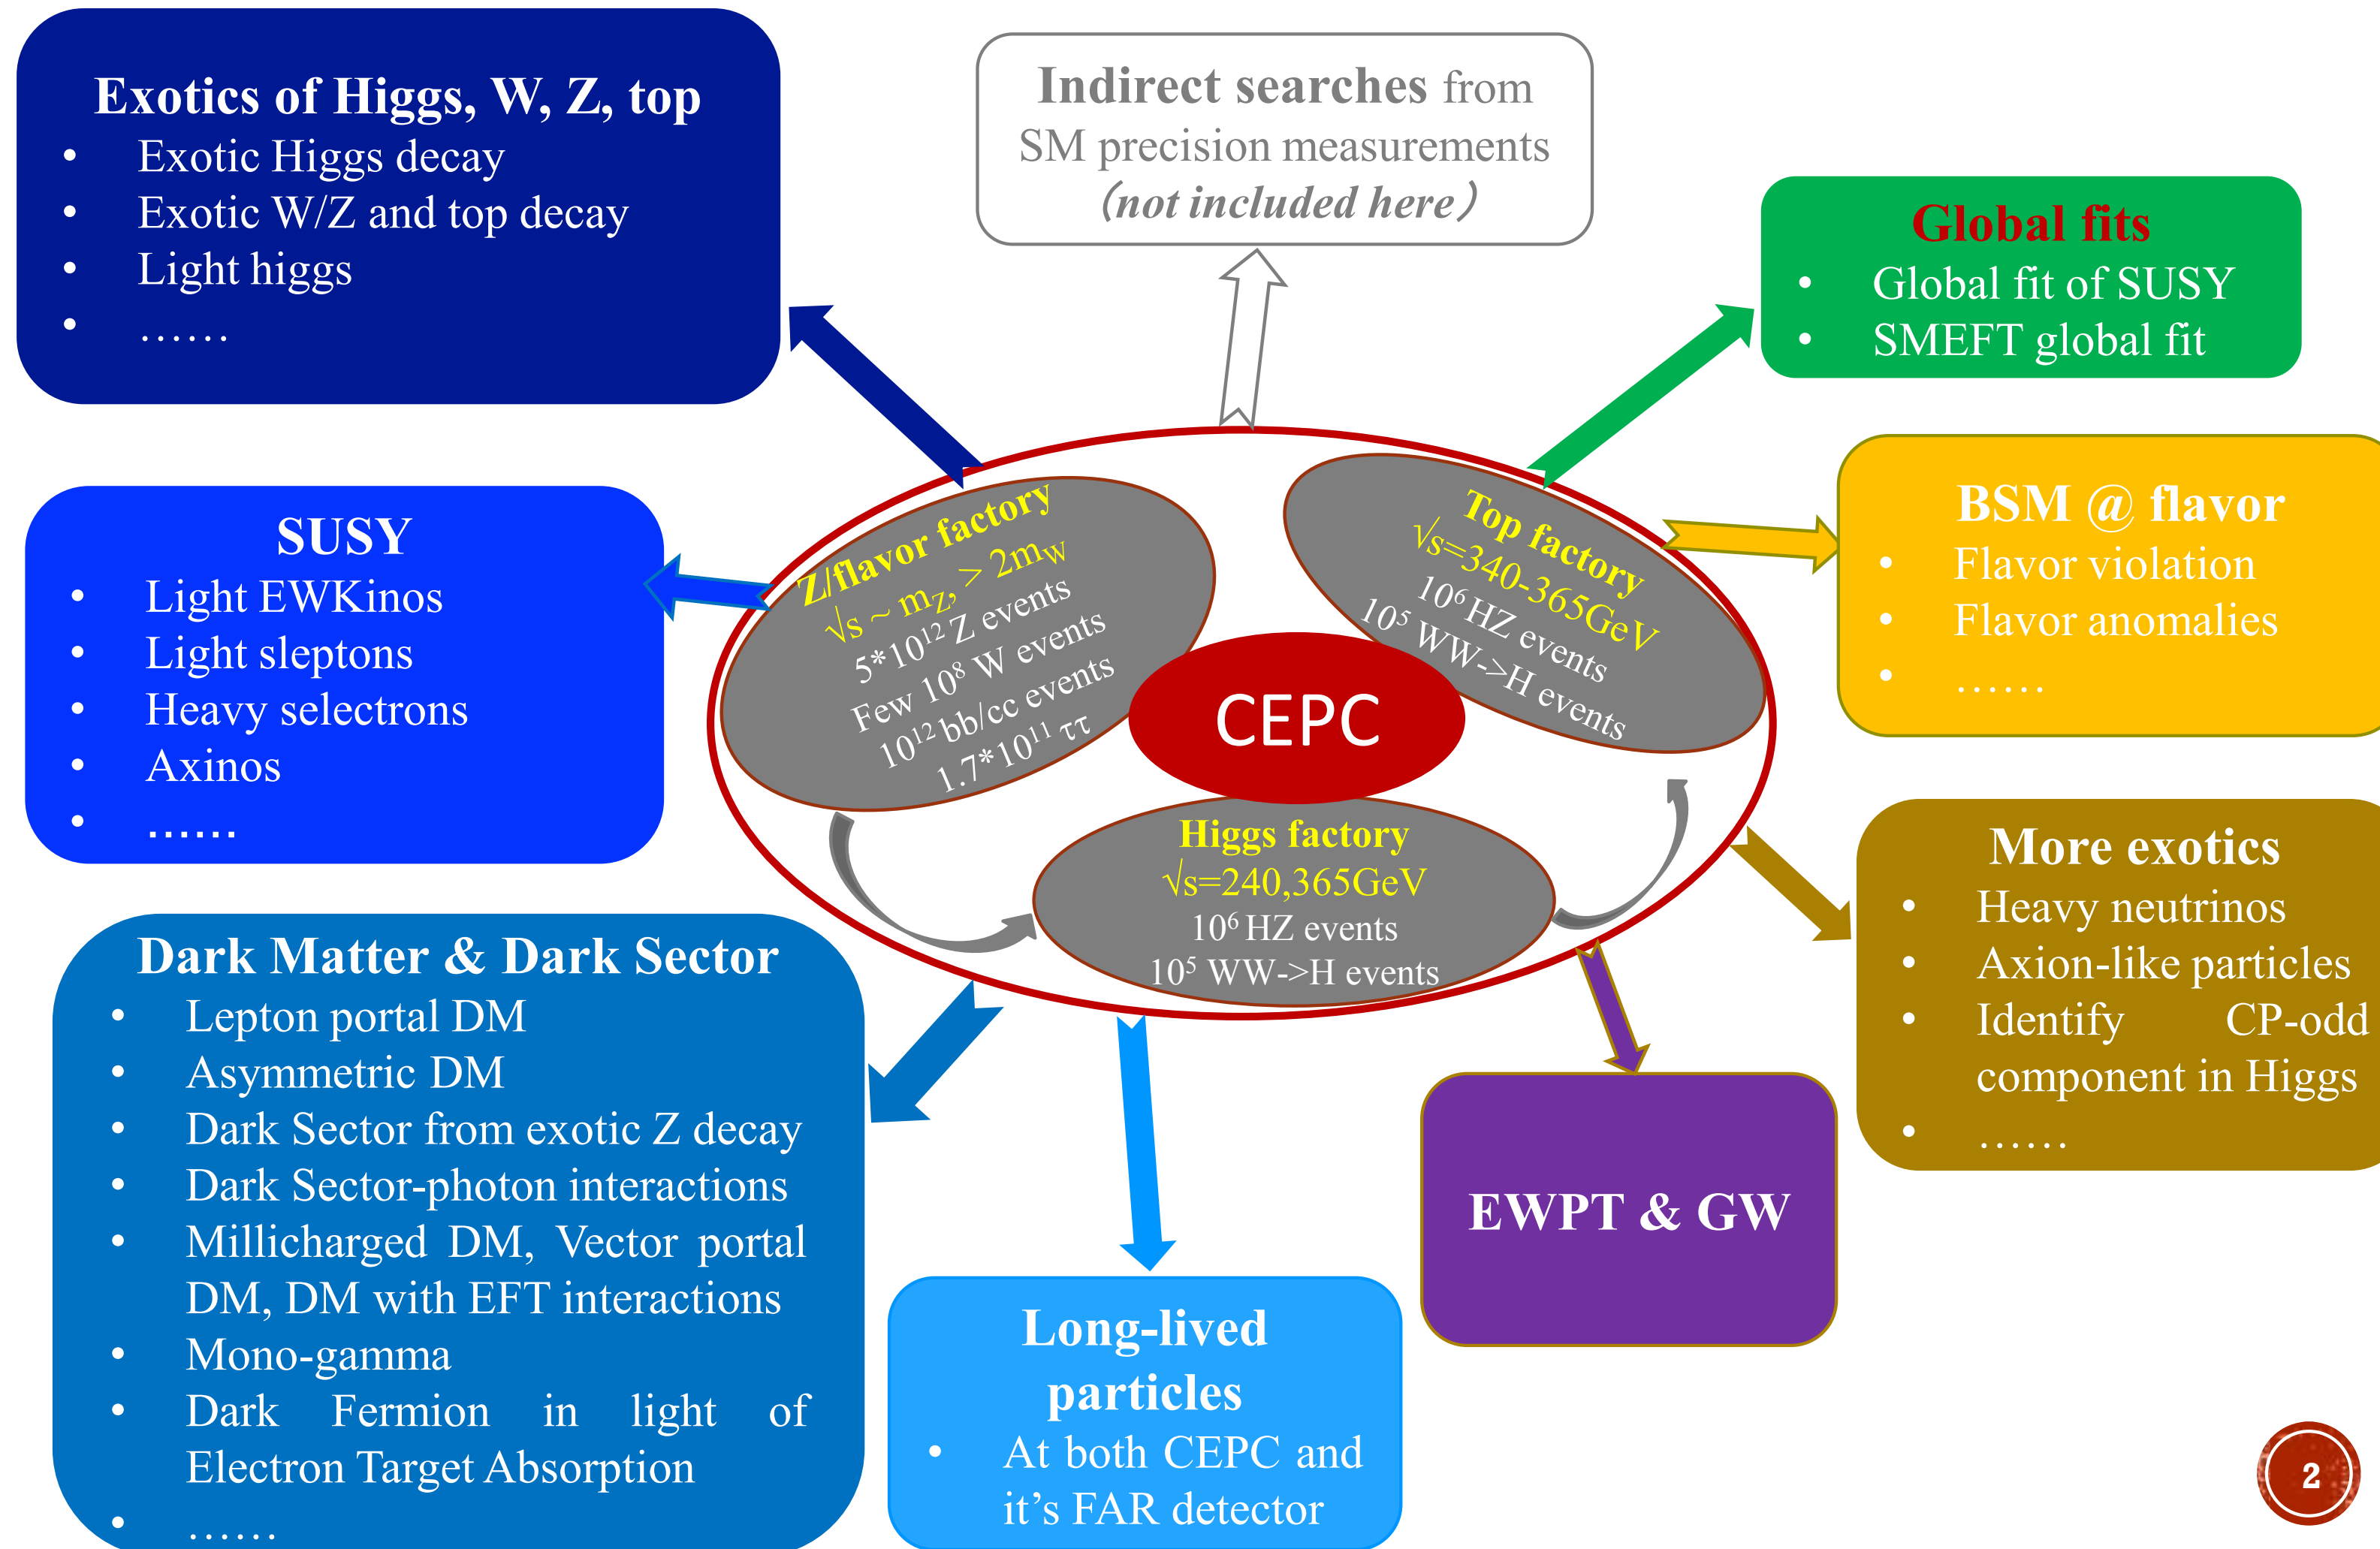 Exotics of Higgs, W, Z, top
• Exotic Higgs decay
• Exotic W/Z and top decay
• Light higgs
• ......
Indirect searches from
SM precision measurements
(not included here)
Global fits
• Global fit of SUSY
• SMEFT global fit
SUSY
• Light EWKinos
• Light sleptons
• Heavy selectrons
• Axinos
• ......
Z/flavor factory
√s ~ mZ, > 2mW
5*10¹² Z events
Few 10⁸ W events
10¹² bb/cc events
1.7*10¹¹ ττ
Top factory
√s=340-365GeV
10⁶ HZ events
10⁵ WW->H events
CEPC
Higgs factory
√s=240,365GeV
10⁶ HZ events
10⁵ WW->H events
BSM @ flavor
• Flavor violation
• Flavor anomalies
• ......
More exotics
• Heavy neutrinos
• Axion-like particles
• Identify CP-odd
component in Higgs
• ......
Dark Matter & Dark Sector
• Lepton portal DM
• Asymmetric DM
• Dark Sector from exotic Z decay
• Dark Sector-photon interactions
• Millicharged DM, Vector portal
DM, DM with EFT interactions
• Mono-gamma
• Dark Fermion in light of
Electron Target Absorption
• ......
Long-lived
particles
• At both CEPC and
it's FAR detector
EWPT & GW
2